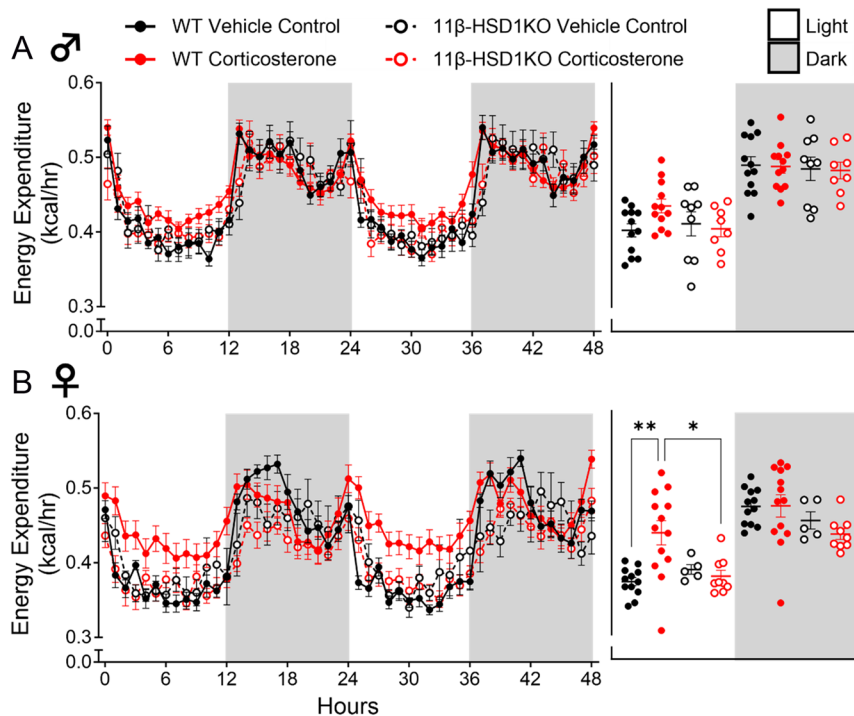 WT Vehicle Control
11β-HSD1KO Vehicle Control
Light
WT Corticosterone
11β-HSD1KO Corticosterone
Dark
A ♂
Energy Expenditure
(kcal/hr)
0.6
0.5
0.4
0.3
0.0
0 6 12 18 24 30 36 42 48
B ♀
Energy Expenditure
(kcal/hr)
0.6
0.5
0.4
0.3
0.0
** *
0 6 12 18 24 30 36 42 48
Hours